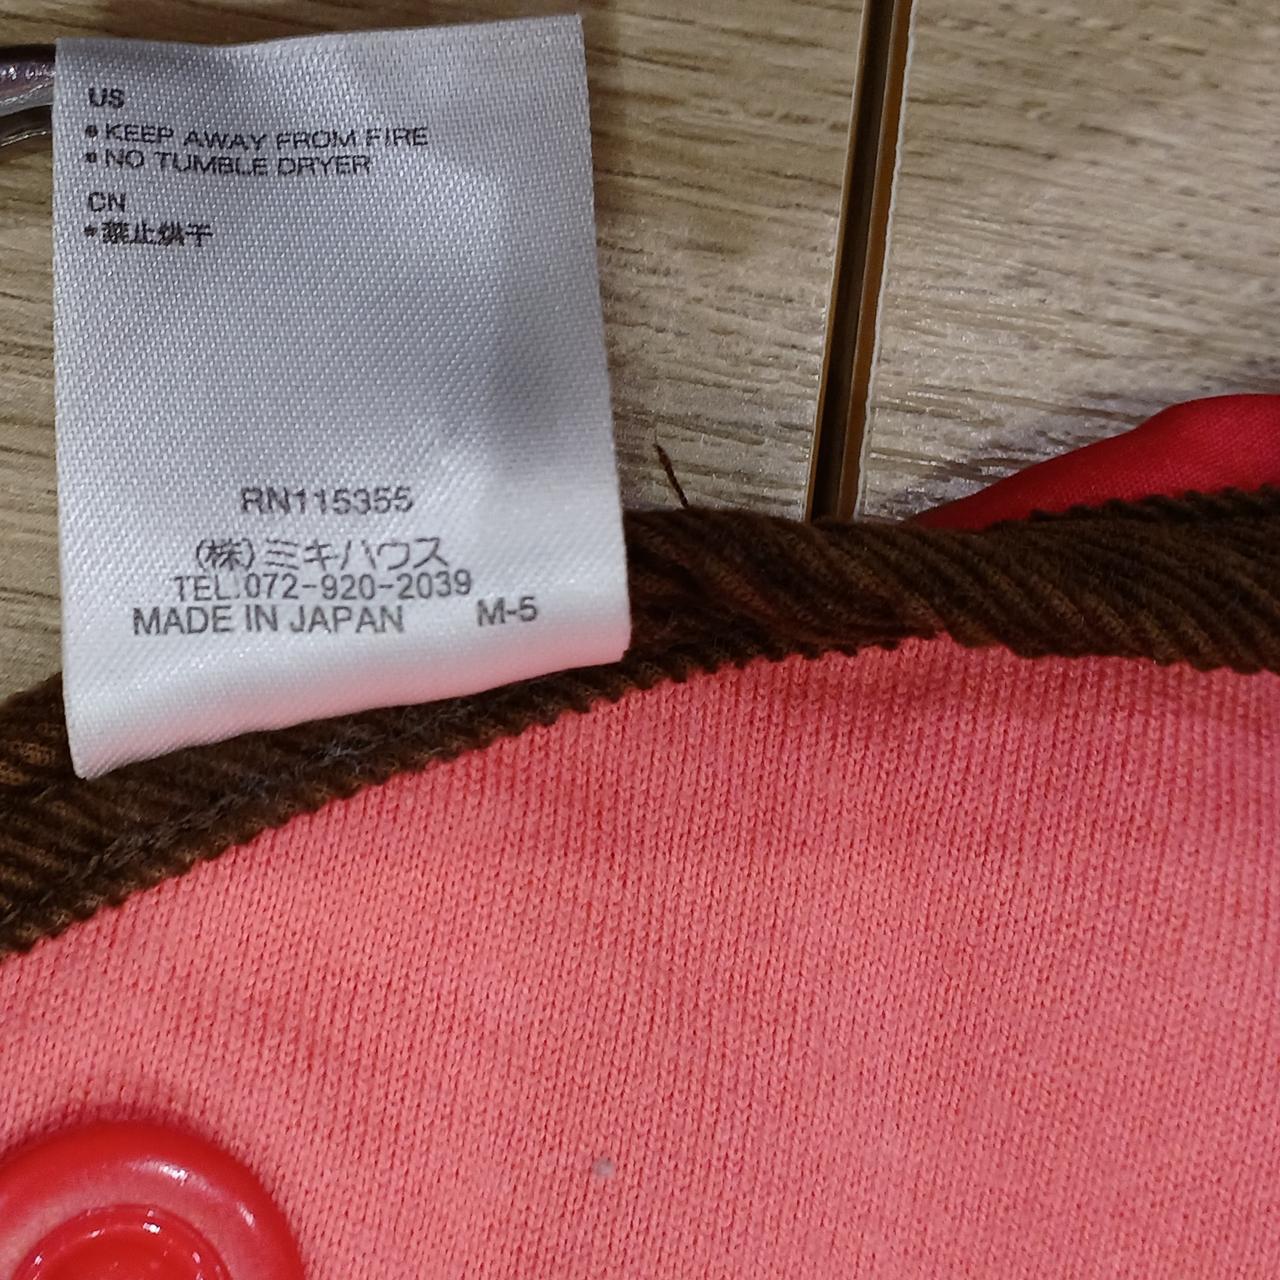 US
• KEEP AWAY FROM FIRE
• NO TUMBLE DRYER
CN
• 禁止烘干
RN115355
(株)ミキハウス
TEL.072-920-2039
MADE IN JAPAN M-5